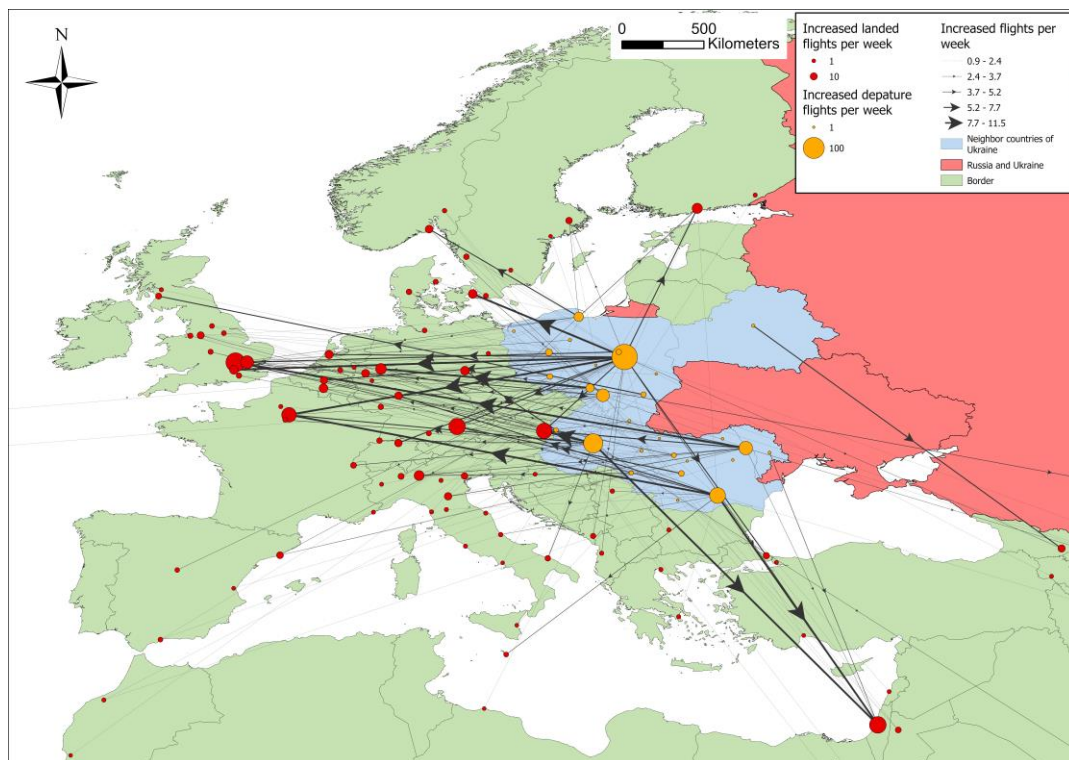 N
0 500
Kilometers
Increased landed
flights per week
1
10
Increased depature
flights per week
1
100
Increased flights per
week
0.9 - 2.4
2.4 - 3.7
3.7 - 5.2
5.2 - 7.7
7.7 - 11.5
Neighbor countries of
Ukraine
Russia and Ukraine
Border